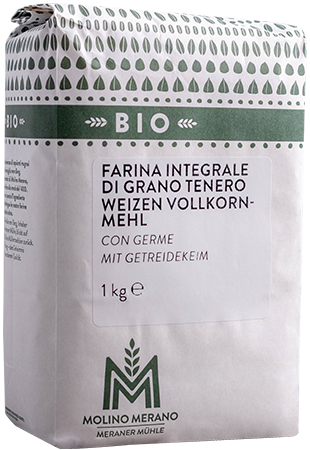 BIO
BIO
FARINA INTEGRALE
DI GRANO TENERO
WEIZEN VOLLKORN-
MEHL
CON GERME
MIT GETREIDEKEIM
1 kg ℮
MOLINO MERANO
MERANER MÜHLE